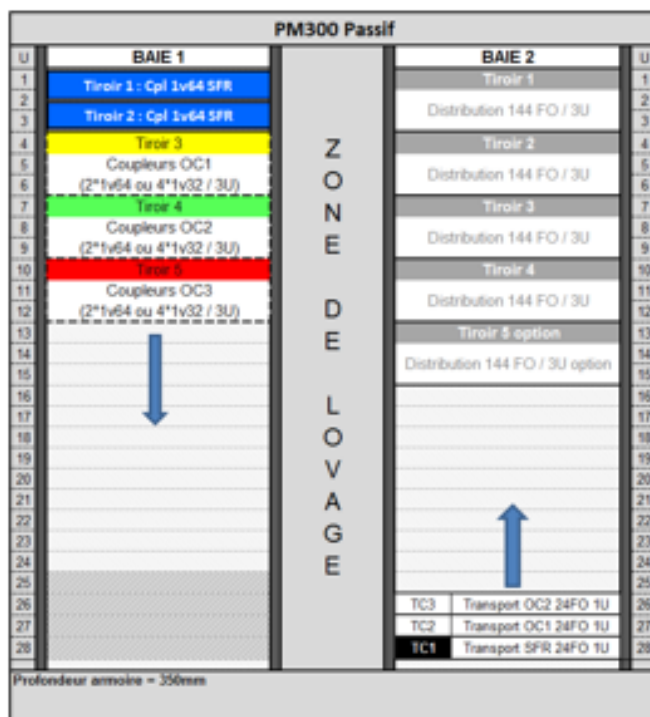 PM300 Passif
U BAIE 1 BAIE 2 U
1 Tiroir 1 : Cpl 1v64 SFR Tiroir 1 1
2 Distribution 144 FO / 3U 2
3 Tiroir 2 : Cpl 1v64 SFR 3
4 Tiroir 3 Tiroir 2 4
5 Coupleurs OC1 Distribution 144 FO / 3U 5
6 (2*1v64 ou 4*1v32 / 3U) 6
7 Tiroir 4 Tiroir 3 7
8 Coupleurs OC2 Distribution 144 FO / 3U 8
9 (2*1v64 ou 4*1v32 / 3U) 9
10 Tiroir 5 Tiroir 4 10
11 Coupleurs OC3 Distribution 144 FO / 3U 11
12 (2*1v64 ou 4*1v32 / 3U) 12
13 Tiroir 5 option 13
14 Distribution 144 FO / 3U option 14
15 15
16 16
17 17
18 18
19 19
20 20
21 21
22 22
23 23
24 24
25 25
26 TC3 Transport OC2 24FO 1U 26
27 TC2 Transport OC1 24FO 1U 27
28 TC1 Transport SFR 24FO 1U 28
ZONE DE LOVAGE
Profondeur armoire = 350mm